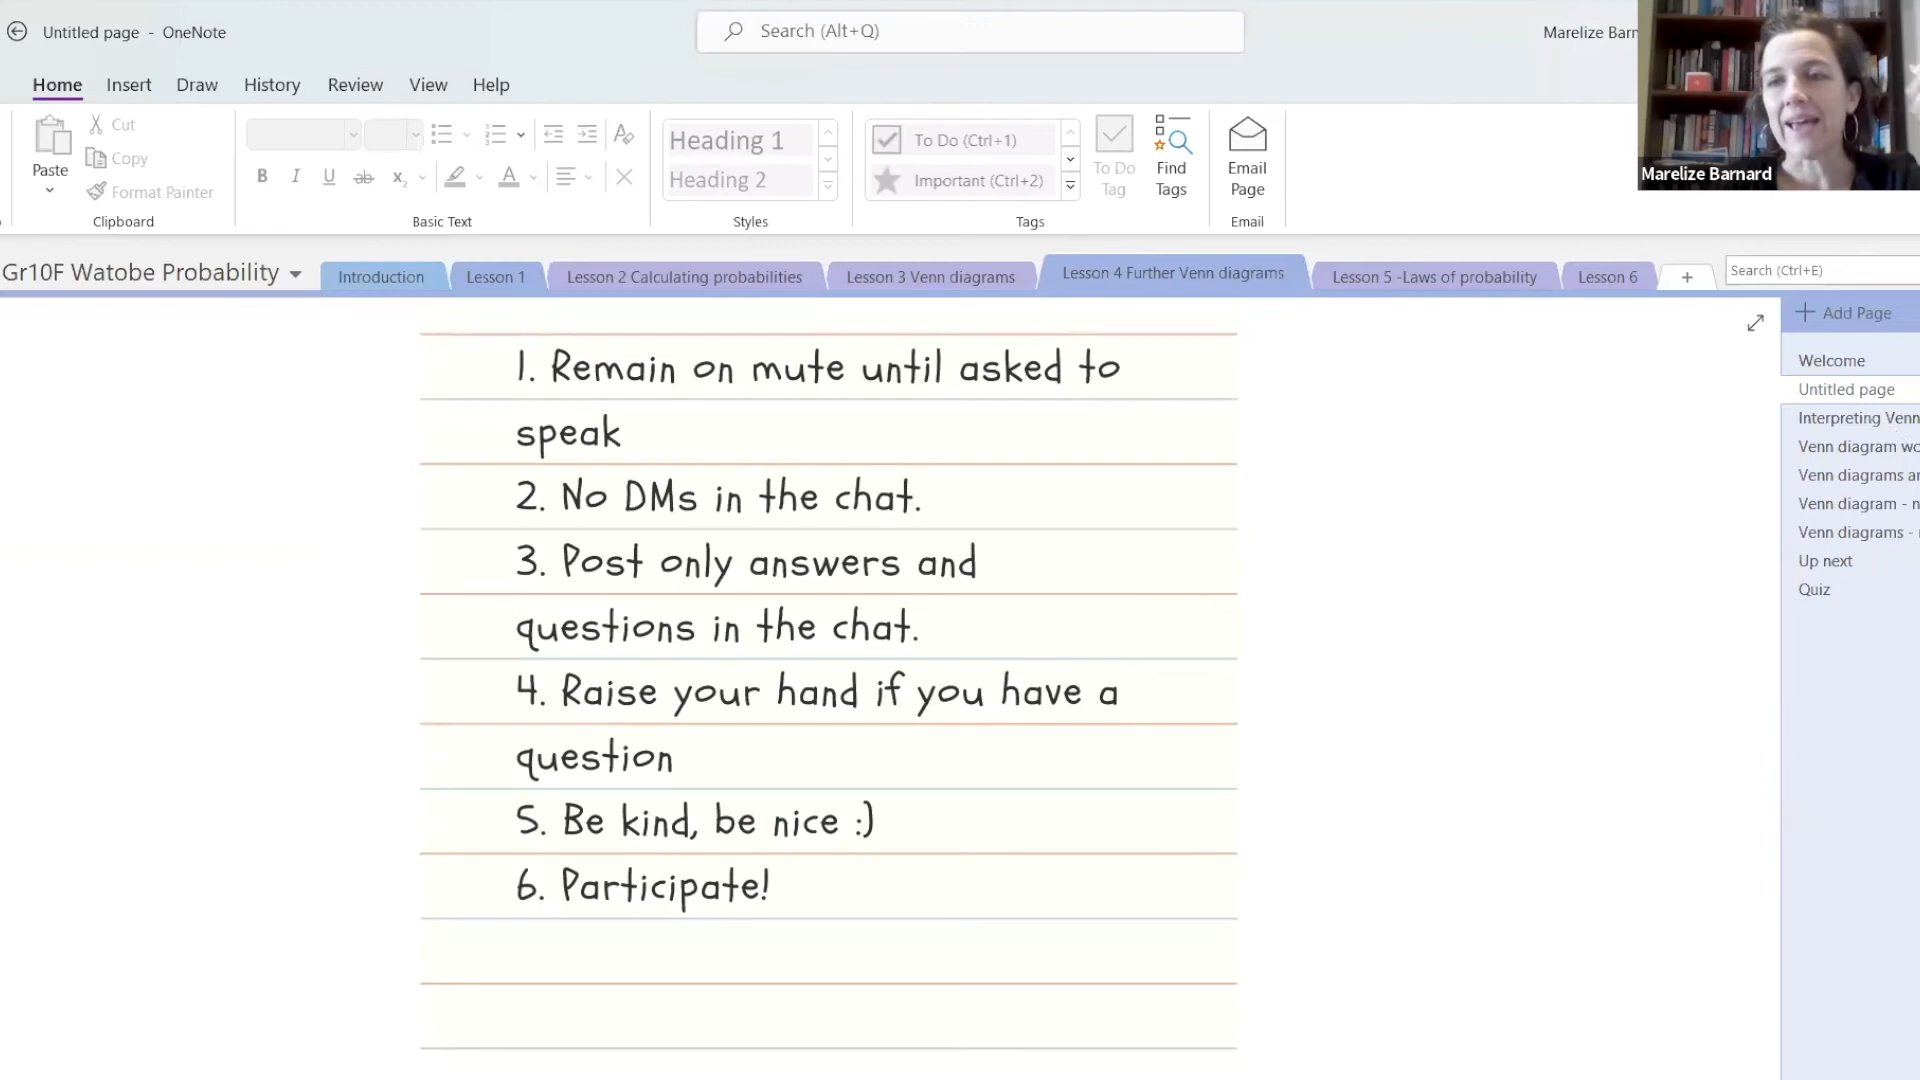 Untitled page - OneNote
Search (Alt+Q)
Marelize Barn
Marelize Barnard
Home Insert Draw History Review View Help
Paste
Cut
Copy
Format Painter
Clipboard
B I U ab x₂ A
Basic Text
Heading 1
Heading 2
Styles
To Do (Ctrl+1)
Important (Ctrl+2)
To Do
Tag
Find
Tags
Tags
Email
Page
Email
Gr10F Watobe Probability
Introduction
Lesson 1
Lesson 2 Calculating probabilities
Lesson 3 Venn diagrams
Lesson 4 Further Venn diagrams
Lesson 5 -Laws of probability
Lesson 6
+
Search (Ctrl+E)
1. Remain on mute until asked to
speak
2. No DMs in the chat.
3. Post only answers and
questions in the chat.
4. Raise your hand if you have a
question
5. Be kind, be nice :)
6. Participate!
Add Page
Welcome
Untitled page
Interpreting Venn
Venn diagram wo
Venn diagrams ar
Venn diagram - n
Venn diagrams -
Up next
Quiz